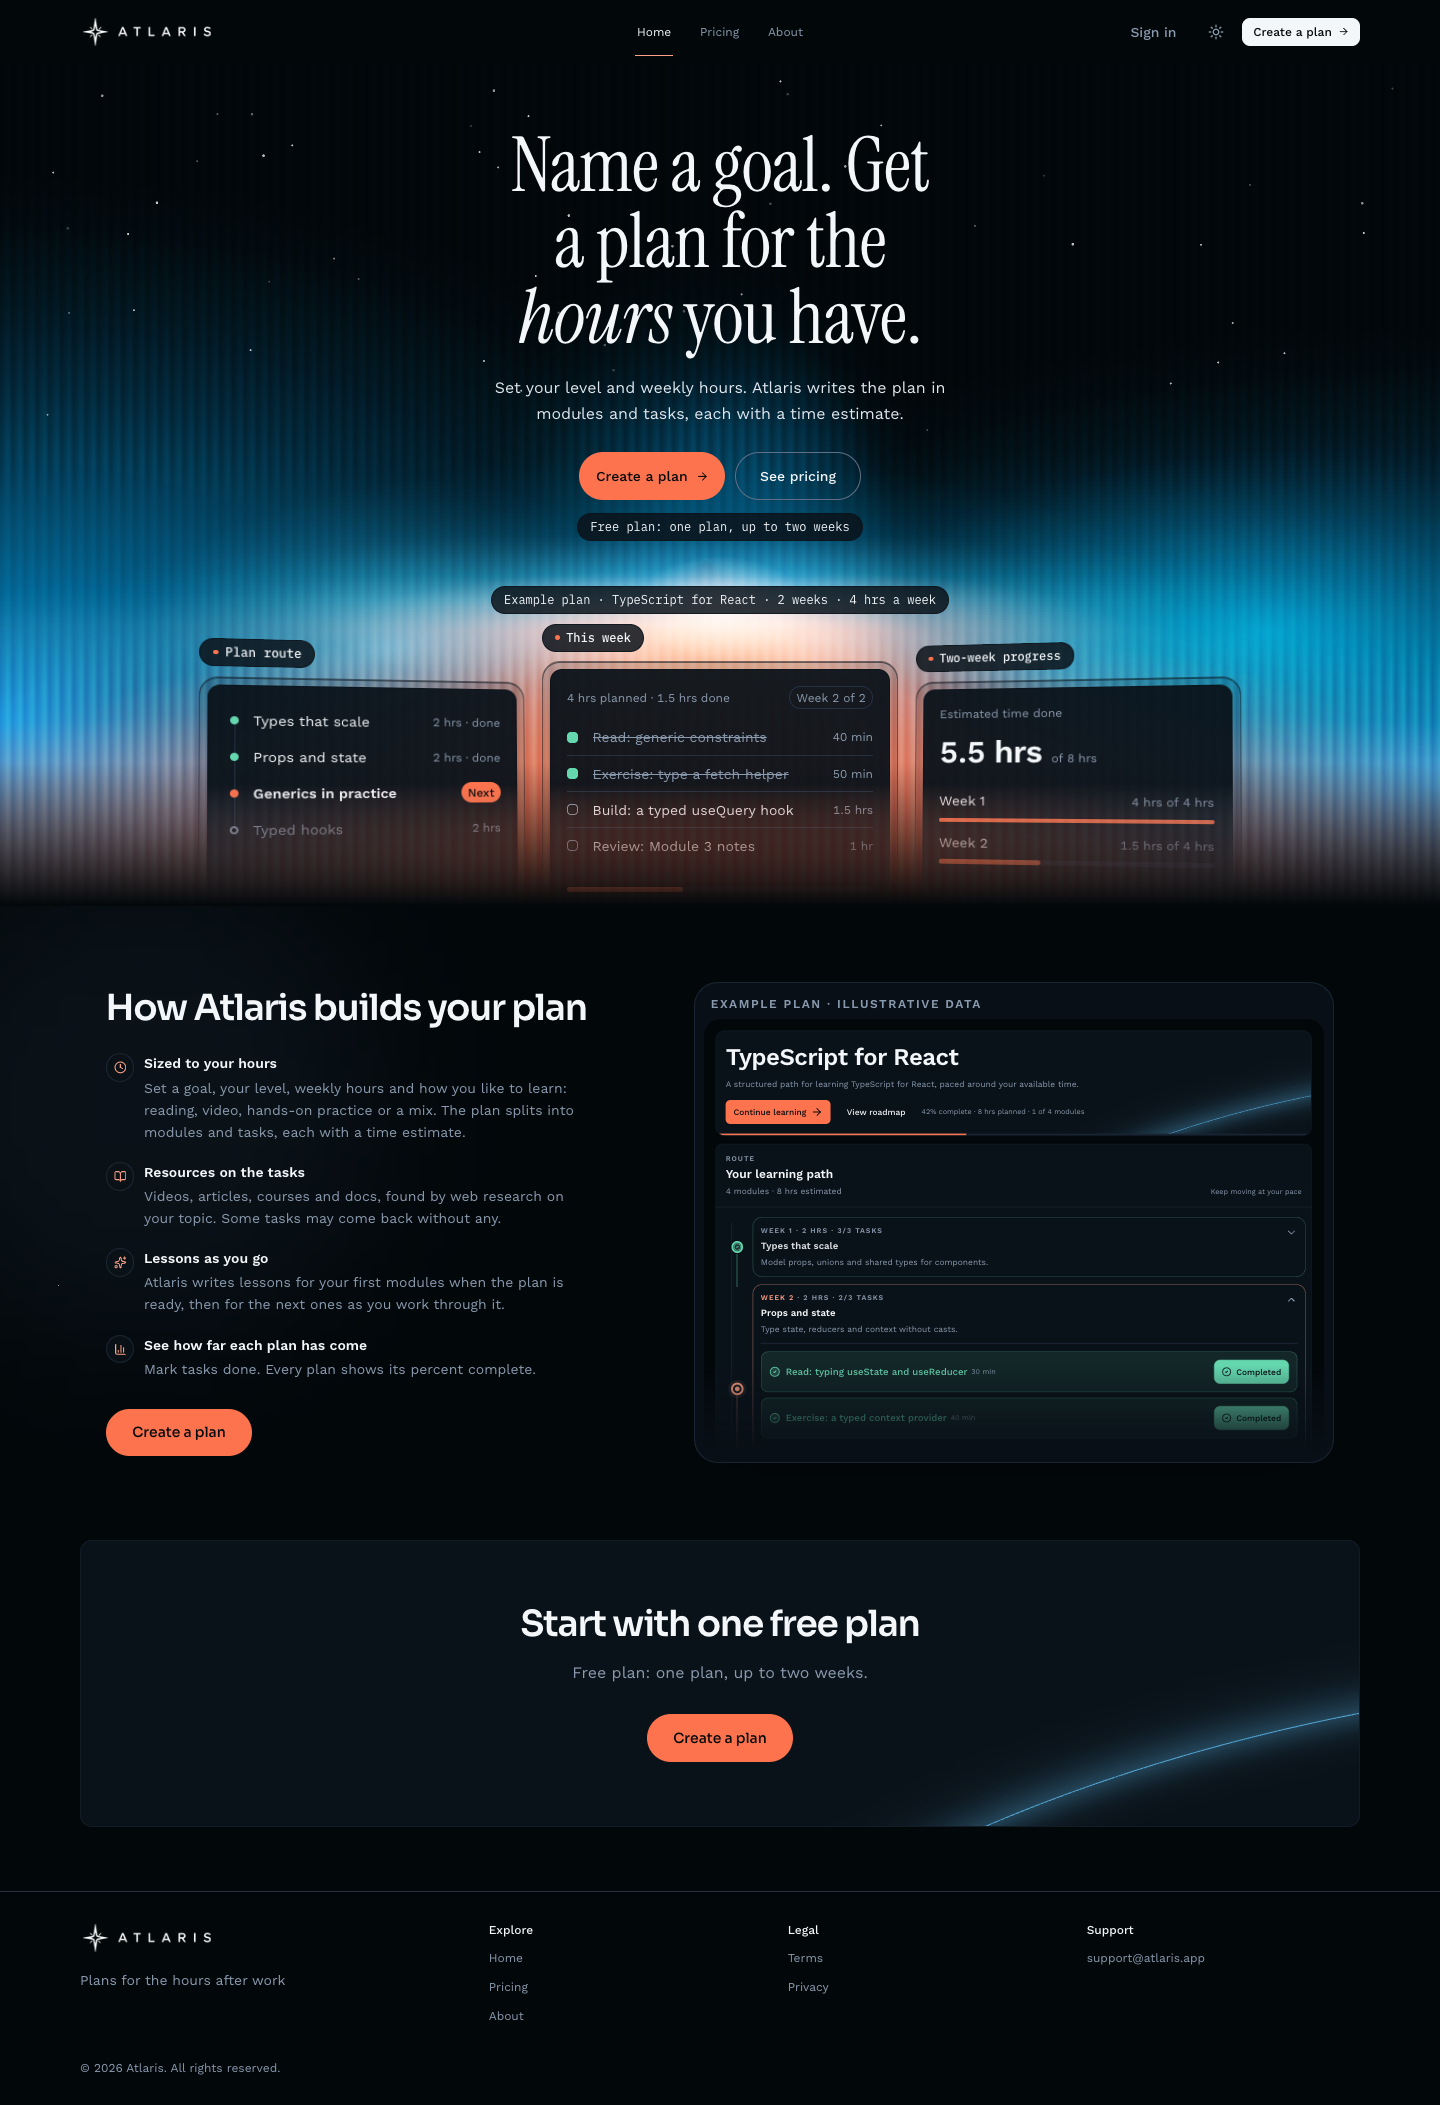 ATLARIS
Home
Pricing
About
Sign in
Create a plan →
Name a goal. Get
a plan for the
hours you have.
Set your level and weekly hours. Atlaris writes the plan in
modules and tasks, each with a time estimate.
Create a plan →
See pricing
Free plan: one plan, up to two weeks
Example plan · TypeScript for React · 2 weeks · 4 hrs a week
Plan route
Types that scale 2 hrs · done
Props and state 2 hrs · done
Generics in practice Next
Typed hooks 2 hrs
This week
4 hrs planned · 1.5 hrs done Week 2 of 2
Read: generic constraints 40 min
Exercise: type a fetch helper 50 min
Build: a typed useQuery hook 1.5 hrs
Review: Module 3 notes 1 hr
Two-week progress
Estimated time done
5.5 hrs of 8 hrs
Week 1 4 hrs of 4 hrs
Week 2 1.5 hrs of 4 hrs
How Atlaris builds your plan
Sized to your hours
Set a goal, your level, weekly hours and how you like to learn:
reading, video, hands-on practice or a mix. The plan splits into
modules and tasks, each with a time estimate.
Resources on the tasks
Videos, articles, courses and docs, found by web research on
your topic. Some tasks may come back without any.
Lessons as you go
Atlaris writes lessons for your first modules when the plan is
ready, then for the next ones as you work through it.
See how far each plan has come
Mark tasks done. Every plan shows its percent complete.
Create a plan
EXAMPLE PLAN · ILLUSTRATIVE DATA
TypeScript for React
A structured path for learning TypeScript for React, paced around your available time.
Continue learning →
View roadmap
42% complete · 8 hrs planned · 1 of 4 modules
ROUTE
Your learning path
4 modules · 8 hrs estimated
Keep moving at your pace
WEEK 1 · 2 HRS · 3/3 TASKS
Types that scale
Model props, unions and shared types for components.
WEEK 2 · 2 HRS · 2/3 TASKS
Props and state
Type state, reducers and context without casts.
Read: typing useState and useReducer 30 min
Completed
Exercise: a typed context provider 40 min
Completed
Start with one free plan
Free plan: one plan, up to two weeks.
Create a plan
ATLARIS
Plans for the hours after work
Explore
Home
Pricing
About
Legal
Terms
Privacy
Support
support@atlaris.app
© 2026 Atlaris. All rights reserved.